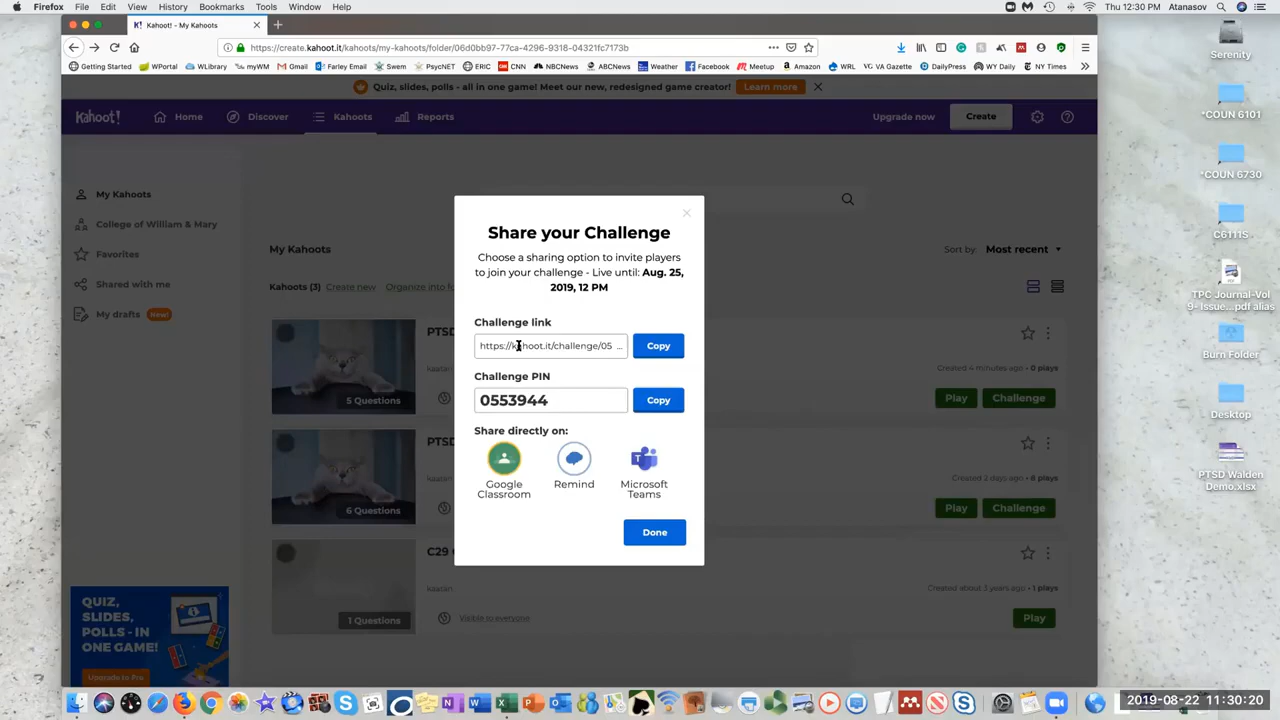 Firefox File Edit View History Bookmarks Tools Window Help
Thu 12:30 PM Atanasov
K! Kahoot! - My Kahoots
https://create.kahoot.it/kahoots/my-kahoots/folder/06d0bb97-77ca-4296-9318-04321fc7173b
Getting Started WPortal WLibrary myWM Gmail Farley Email Swem PsycNET ERIC CNN NBCNews ABCNews Weather Facebook Meetup Amazon WRL VA Gazette DailyPress WY Daily NY Times
Quiz, slides, polls - all in one game! Meet our new, redesigned game creator! Learn more
Kahoot! Home Discover Kahoots Reports Upgrade now Create
My Kahoots
College of William & Mary
Favorites
Shared with me
My drafts New!
QUIZ,
SLIDES,
POLLS - IN
ONE GAME!
Upgrade to Pro
My Kahoots
Sort by: Most recent
Kahoots (3) Create new Organize into fo
PTSD
5 Questions
Created 4 minutes ago • 0 plays
Play Challenge
PTSD
6 Questions
Created 2 days ago • 6 plays
Play Challenge
C29
1 Questions
Visible to everyone
Created about 3 years ago • 1 plays
Play
Share your Challenge
Choose a sharing option to invite players
to join your challenge - Live until: Aug. 25,
2019, 12 PM
Challenge link
https://kahoot.it/challenge/05 ...
Copy
Challenge PIN
0553944
Copy
Share directly on:
Google
Classroom
Remind
Microsoft
Teams
Done
Serenity
*COUN 6101
*COUN 6730
C6111S
TPC Journal-Vol
9- Issue...pdf alias
Burn Folder
Desktop
PTSD Walden
Demo.xlsx
2019-08-22 11:30:20